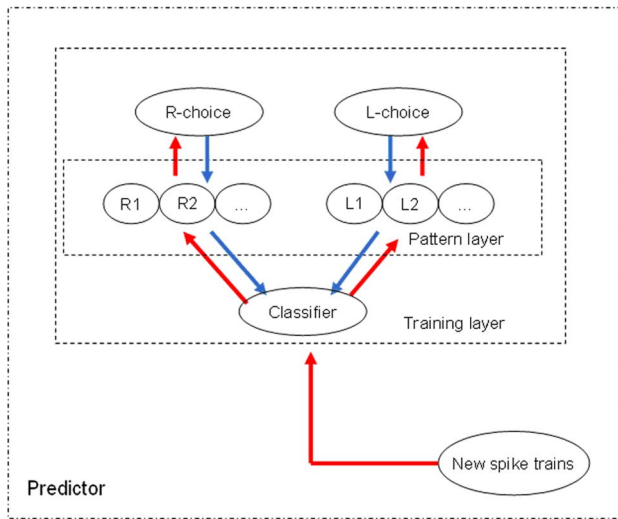 R-choice
L-choice
R1 R2 ...
L1 L2 ...
Pattern layer
Classifier
Training layer
New spike trains
Predictor